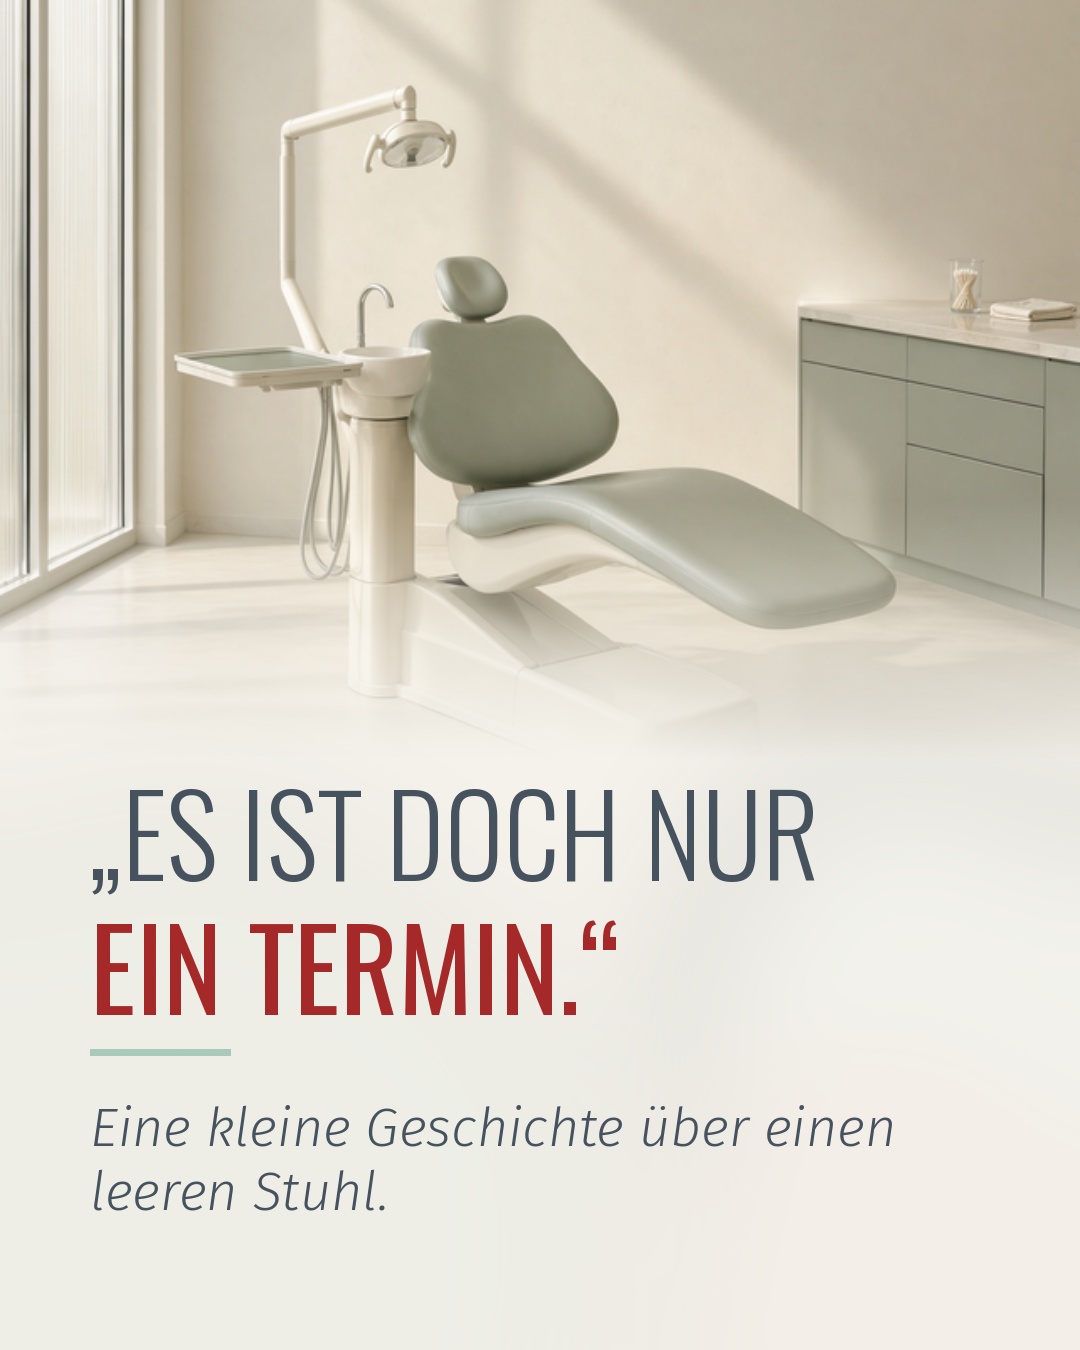 „ES IST DOCH NUR
EIN TERMIN.“
Eine kleine Geschichte über einen
leeren Stuhl.